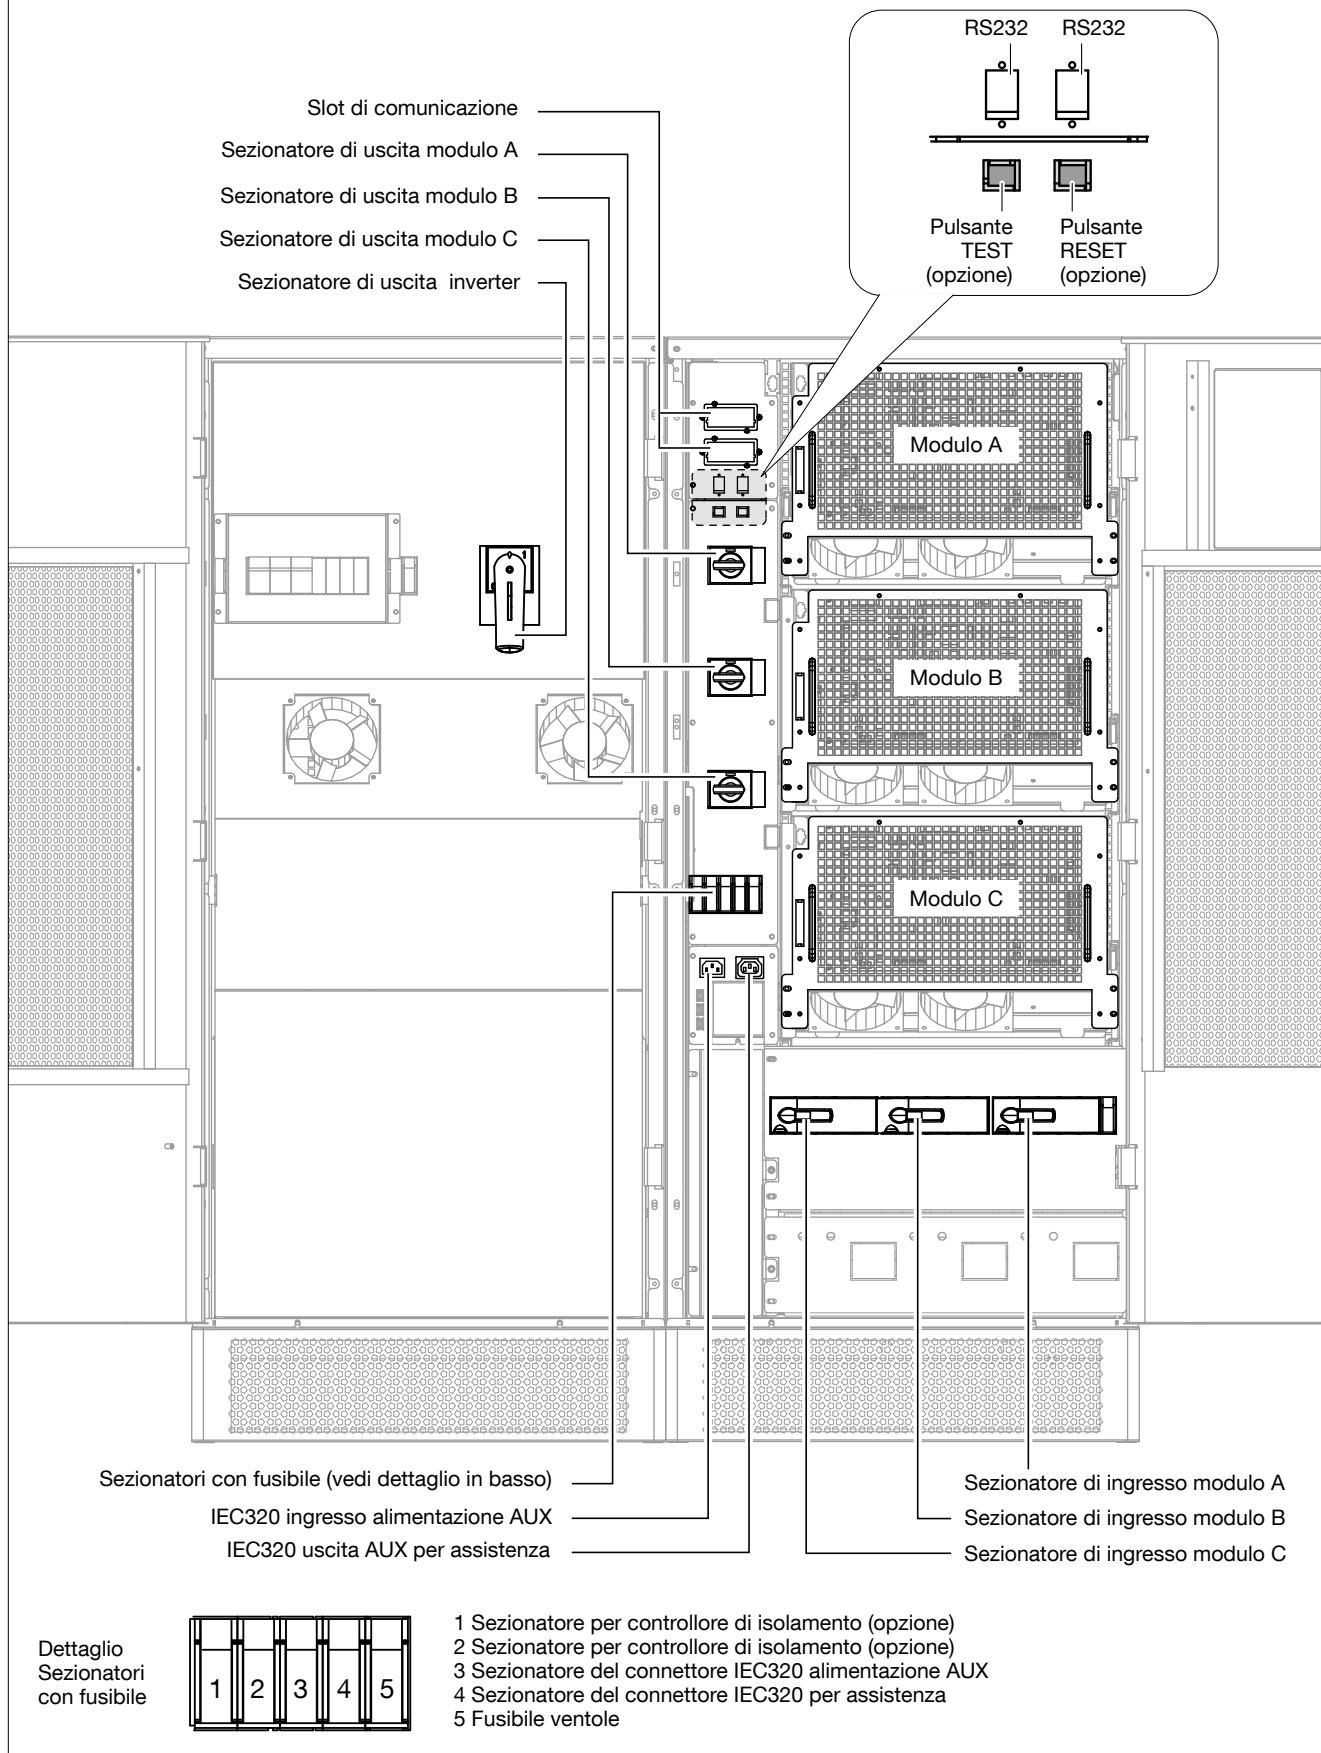 RS232 RS232
Pulsante
TEST
(opzione)
Pulsante
RESET
(opzione)
Slot di comunicazione
Sezionatore di uscita modulo A
Sezionatore di uscita modulo B
Sezionatore di uscita modulo C
Sezionatore di uscita inverter
Modulo A
1
Modulo B
Modulo C
Sezionatori con fusibile (vedi dettaglio in basso)
IEC320 ingresso alimentazione AUX
IEC320 uscita AUX per assistenza
Sezionatore di ingresso modulo A
Sezionatore di ingresso modulo B
Sezionatore di ingresso modulo C
Dettaglio
Sezionatori
con fusibile
1 2 3 4 5
1 Sezionatore per controllore di isolamento (opzione)
2 Sezionatore per controllore di isolamento (opzione)
3 Sezionatore del connettore IEC320 alimentazione AUX
4 Sezionatore del connettore IEC320 per assistenza
5 Fusibile ventole